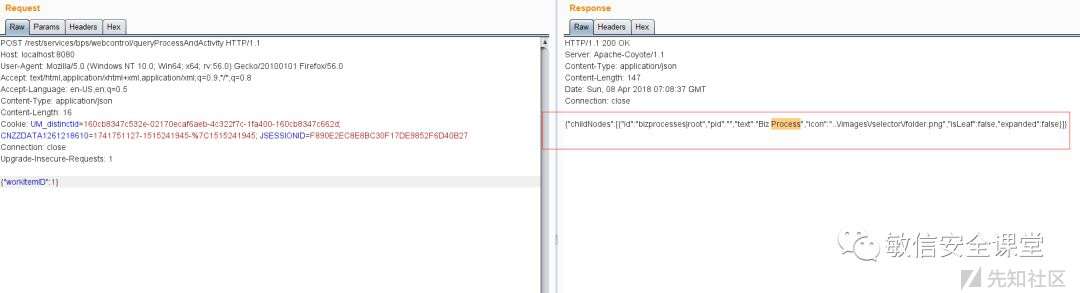 Request
Raw Params Headers Hex
POST /rest/services/bps/webcontrol/queryProcessAndActivity HTTP/1.1
Host: localhost:8080
User-Agent: Mozilla/5.0 (Windows NT 10.0; Win64; x64; rv:56.0) Gecko/20100101 Firefox/56.0
Accept: text/html,application/xhtml+xml,application/xml;q=0.9,*/*;q=0.8
Accept-Language: en-US,en;q=0.5
Content-Type: application/json
Content-Length: 16
Cookie: UM_distinctid=160cb8347c532e-02170ecaf6aeb-4c322f7c-1fa400-160cb8347c662d;
CNZZDATA1261218610=1741751127-1515241945-%7C1515241945; JSESSIONID=F890E2EC8E8BC30F17DE9852F6D40B27
Connection: close
Upgrade-Insecure-Requests: 1
{"workItemID":1}
Response
Raw Headers Hex
HTTP/1.1 200 OK
Server: Apache-Coyote/1.1
Content-Type: application/json
Content-Length: 147
Date: Sun, 08 Apr 2018 07:08:37 GMT
Connection: close
{"childNodes":[{"id":"bizprocesses|root","pid":"","text":"Biz Process","icon":"..\/images\/selector\/folder.png","isLeaf":false,"expanded":false}]}
敏信安全课堂
先知社区